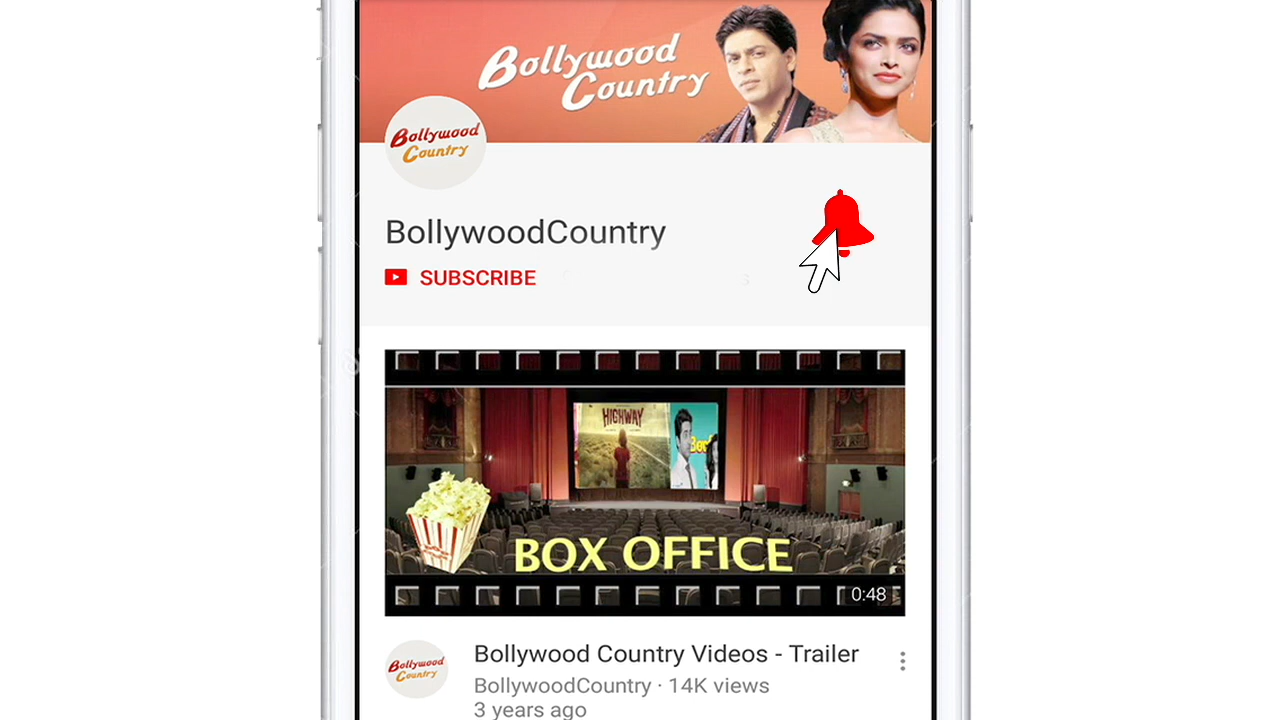 Bollywood
Country
Bollywood
Country
BollywoodCountry
SUBSCRIBE
HIGHWAY
BOX OFFICE
0:48
Bollywood
Country
Bollywood Country Videos - Trailer
BollywoodCountry · 14K views
3 years ago